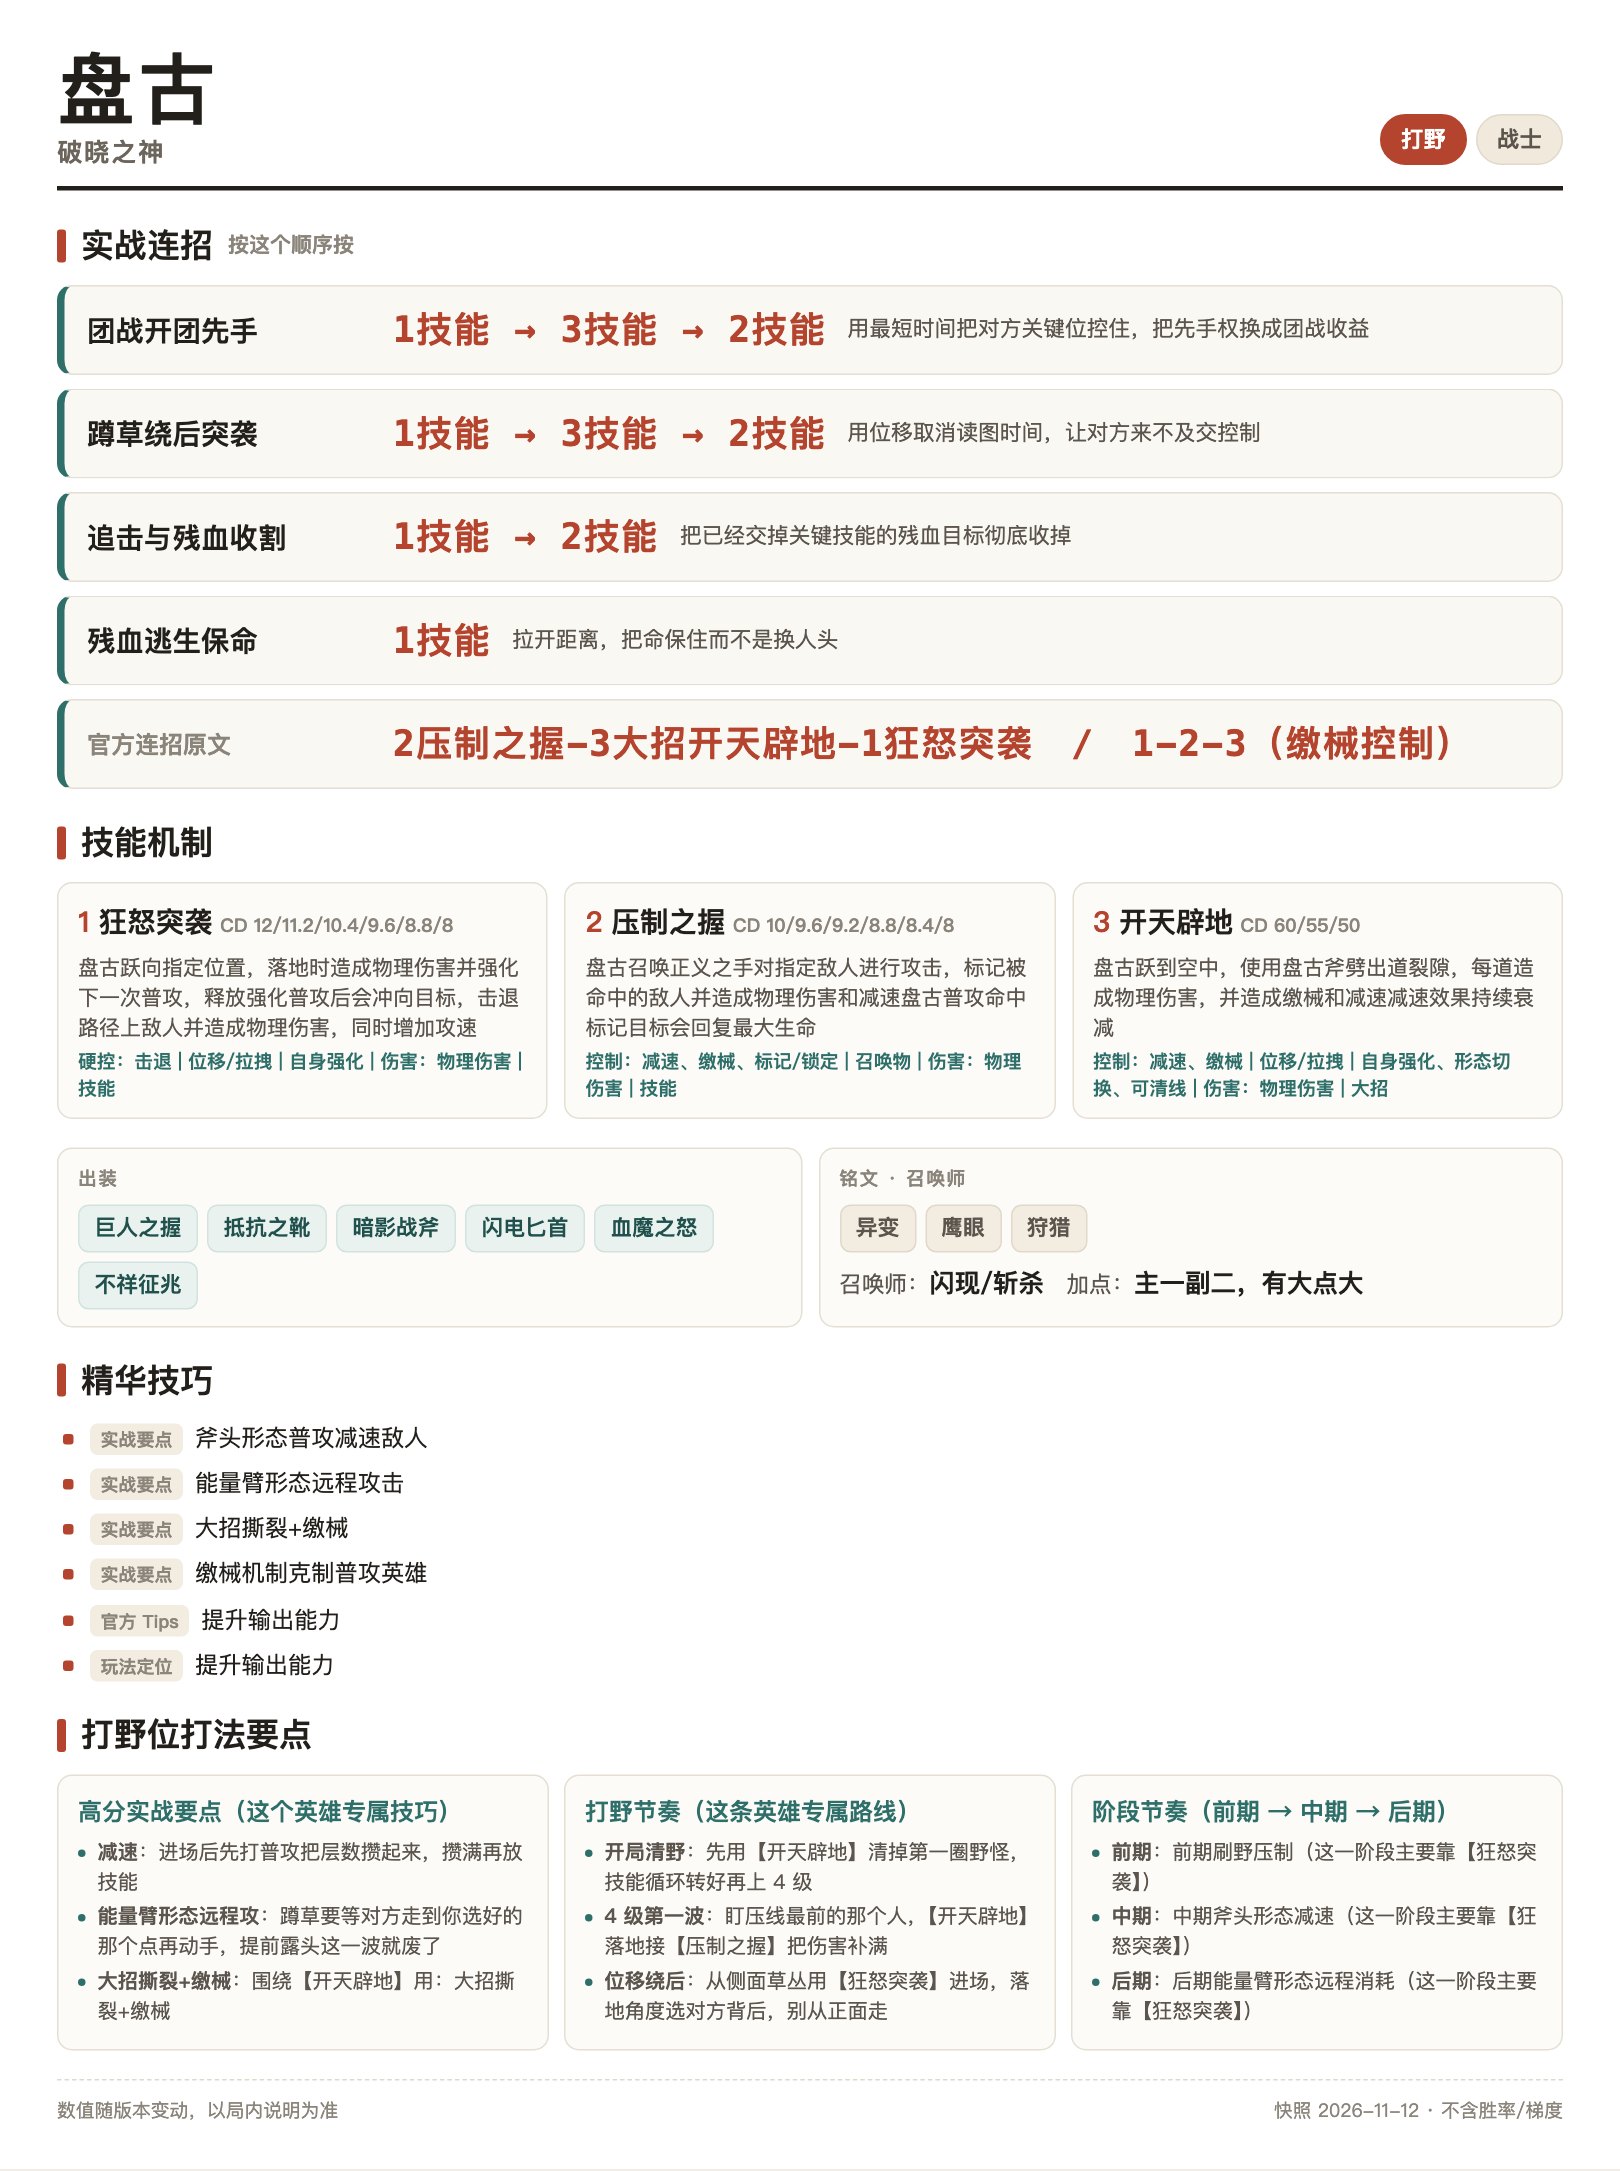 盘古
破晓之神
打野
战士
实战连招 按这个顺序按
团战开团先手 1技能 → 3技能 → 2技能 用最短时间把对方关键位控住，把先手权换成团战收益
蹲草绕后突袭 1技能 → 3技能 → 2技能 用位移取消读图时间，让对方来不及交控制
追击与残血收割 1技能 → 2技能 把已经交掉关键技能的残血目标彻底收掉
残血逃生保命 1技能 拉开距离，把命保住而不是换人头
官方连招原文 2压制之握–3大招开天辟地–1狂怒突袭 / 1–2–3（缴械控制）
技能机制
1 狂怒突袭 CD 12/11.2/10.4/9.6/8.8/8
盘古跃向指定位置，落地时造成物理伤害并强化
下一次普攻，释放强化普攻后会冲向目标，击退
路径上敌人并造成物理伤害，同时增加攻速
硬控：击退 | 位移/拉拽 | 自身强化 | 伤害：物理伤害 |
技能
2 压制之握 CD 10/9.6/9.2/8.8/8.4/8
盘古召唤正义之手对指定敌人进行攻击，标记被
命中的敌人并造成物理伤害和减速盘古普攻命中
标记目标会回复最大生命
控制：减速、缴械、标记/锁定 | 召唤物 | 伤害：物理
伤害 | 技能
3 开天辟地 CD 60/55/50
盘古跃到空中，使用盘古斧劈出道裂隙，每道造
成物理伤害，并造成缴械和减速减速效果持续衰
减
控制：减速、缴械 | 位移/拉拽 | 自身强化、形态切
换、可清线 | 伤害：物理伤害 | 大招
出装
巨人之握 抵抗之靴 暗影战斧 闪电匕首 血魔之怒
不祥征兆
铭文 · 召唤师
异变 鹰眼 狩猎
召唤师：闪现/斩杀 加点：主一副二，有大点大
精华技巧
实战要点 斧头形态普攻减速敌人
实战要点 能量臂形态远程攻击
实战要点 大招撕裂+缴械
实战要点 缴械机制克制普攻英雄
官方 Tips 提升输出能力
玩法定位 提升输出能力
打野位打法要点
高分实战要点（这个英雄专属技巧）
减速：进场后先打普攻把层数攒起来，攒满再放
技能
能量臂形态远程攻：蹲草要等对方走到你选好的
那个点再动手，提前露头这一波就废了
大招撕裂+缴械：围绕【开天辟地】用：大招撕
裂+缴械
打野节奏（这条英雄专属路线）
开局清野：先用【开天辟地】清掉第一圈野怪，
技能循环转好再上 4 级
4 级第一波：盯压线最前的那个人，【开天辟地】
落地接【压制之握】把伤害补满
位移绕后：从侧面草丛用【狂怒突袭】进场，落
地角度选对方背后，别从正面走
阶段节奏（前期 → 中期 → 后期）
前期：前期刷野压制（这一阶段主要靠【狂怒突
袭】）
中期：中期斧头形态减速（这一阶段主要靠【狂
怒突袭】）
后期：后期能量臂形态远程消耗（这一阶段主要
靠【狂怒突袭】）
数值随版本变动，以局内说明为准
快照 2026–11–12 · 不含胜率/梯度